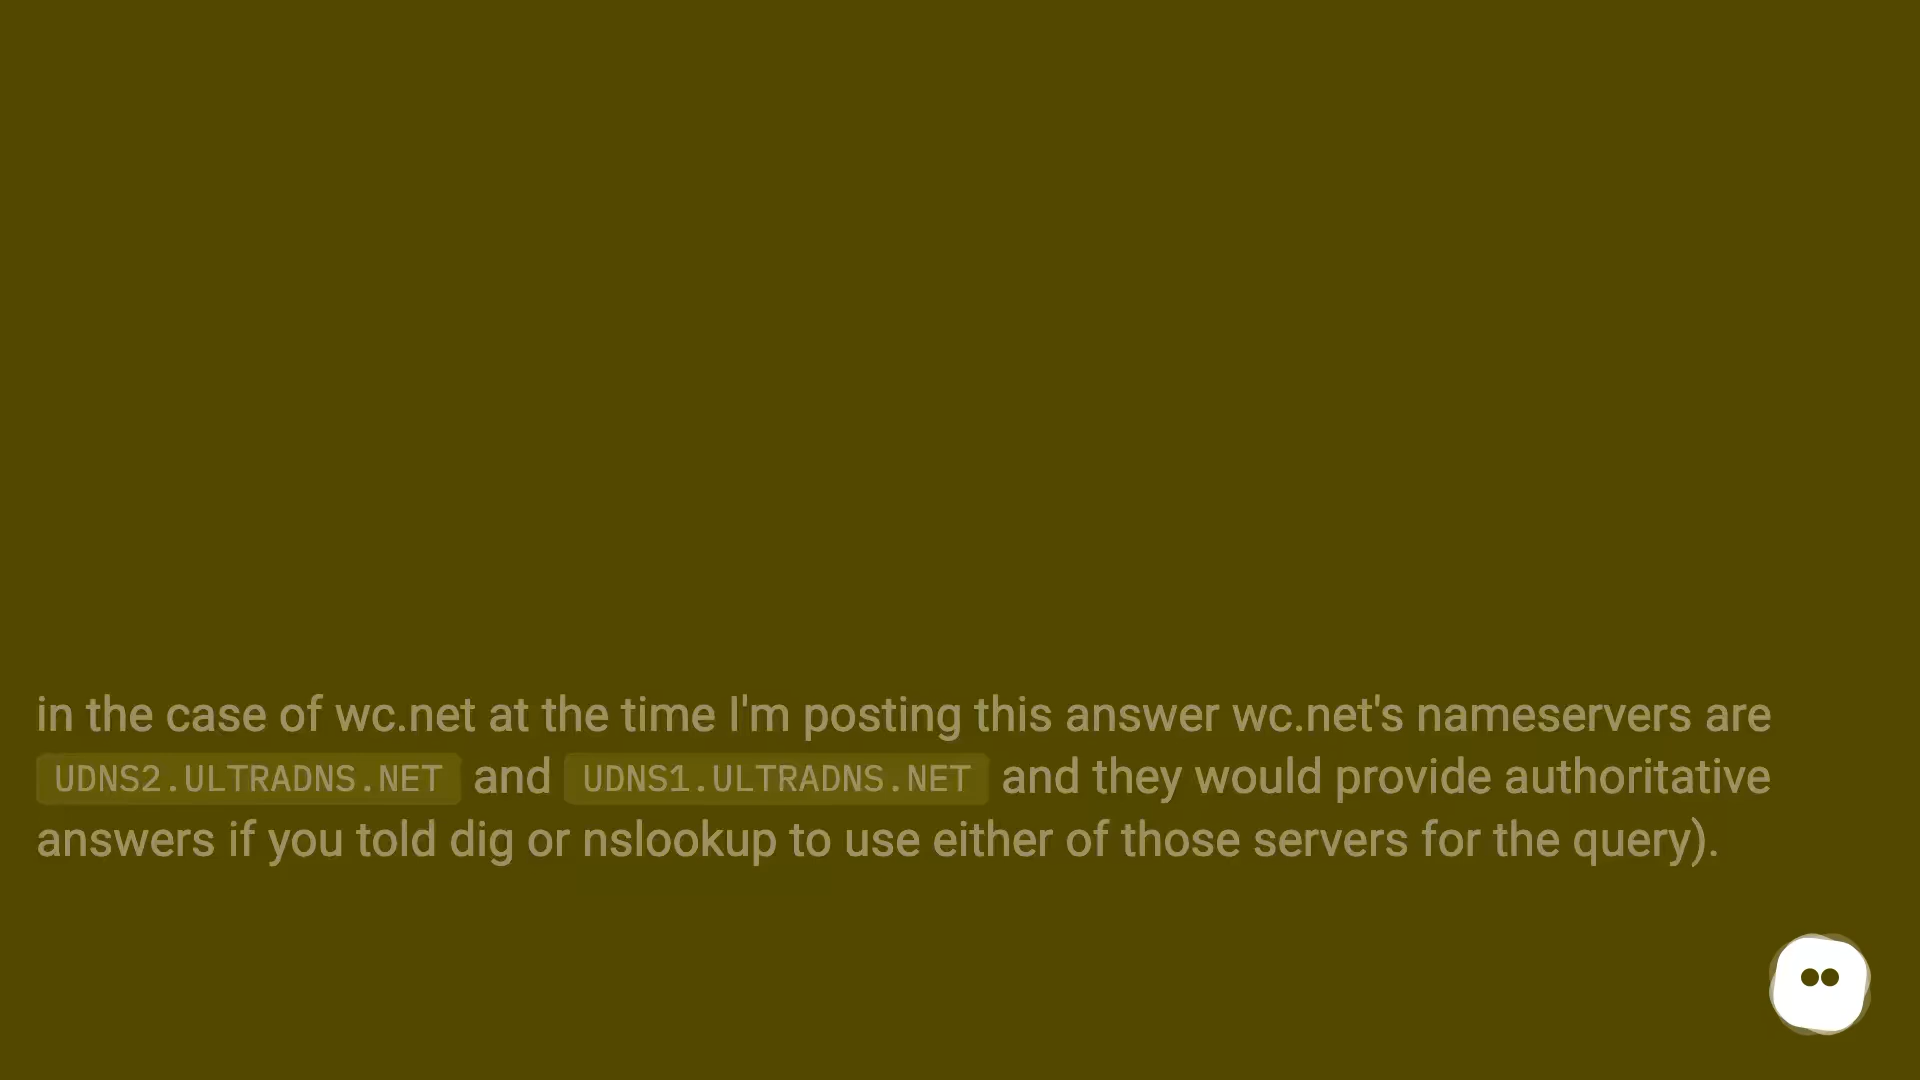 in the case of wc.net at the time I'm posting this answer wc.net's nameservers are
UDNS2.ULTRADNS.NET and UDNS1.ULTRADNS.NET and they would provide authoritative
answers if you told dig or nslookup to use either of those servers for the query).